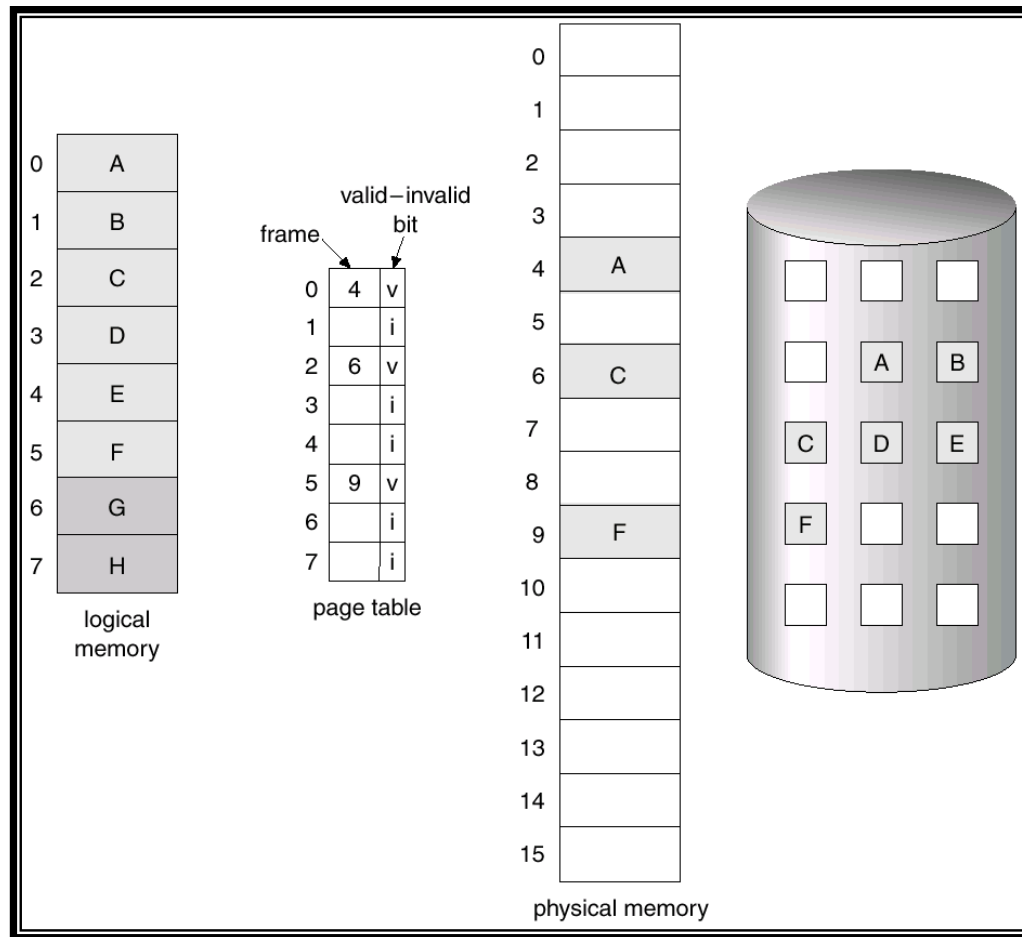 0 A
1 B
2 C
3 D
4 E
5 F
6 G
7 H
logical
memory
valid–invalid
bit
frame
0 4 v
1 i
2 6 v
3 i
4 i
5 9 v
6 i
7 i
page table
0
1
2
3
4 A
5
6 C
7
8
9 F
10
11
12
13
14
15
physical memory
A B
C D E
F